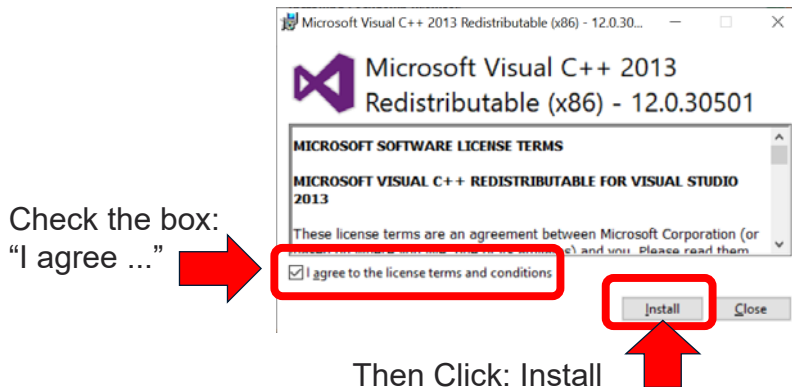 Microsoft Visual C++ 2013 Redistributable (x86) - 12.0.30...
Microsoft Visual C++ 2013
Redistributable (x86) - 12.0.30501
MICROSOFT SOFTWARE LICENSE TERMS
MICROSOFT VISUAL C++ REDISTRIBUTABLE FOR VISUAL STUDIO
2013
These license terms are an agreement between Microsoft Corporation (or
and you. Please read them
Check the box:
“I agree ...”
I agree to the license terms and conditions
Install
Close
Then Click: Install